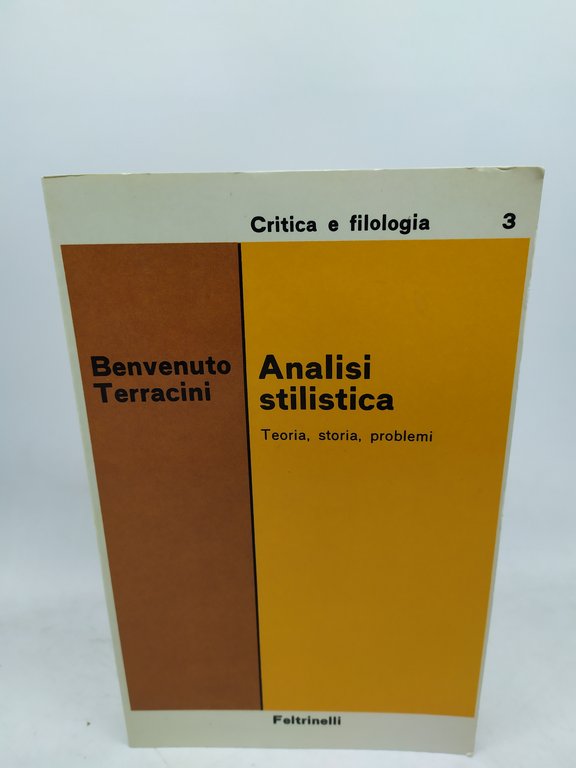 Critica e filologia 3
Benvenuto
Terracini
Analisi
stilistica
Teoria, storia, problemi
Feltrinelli